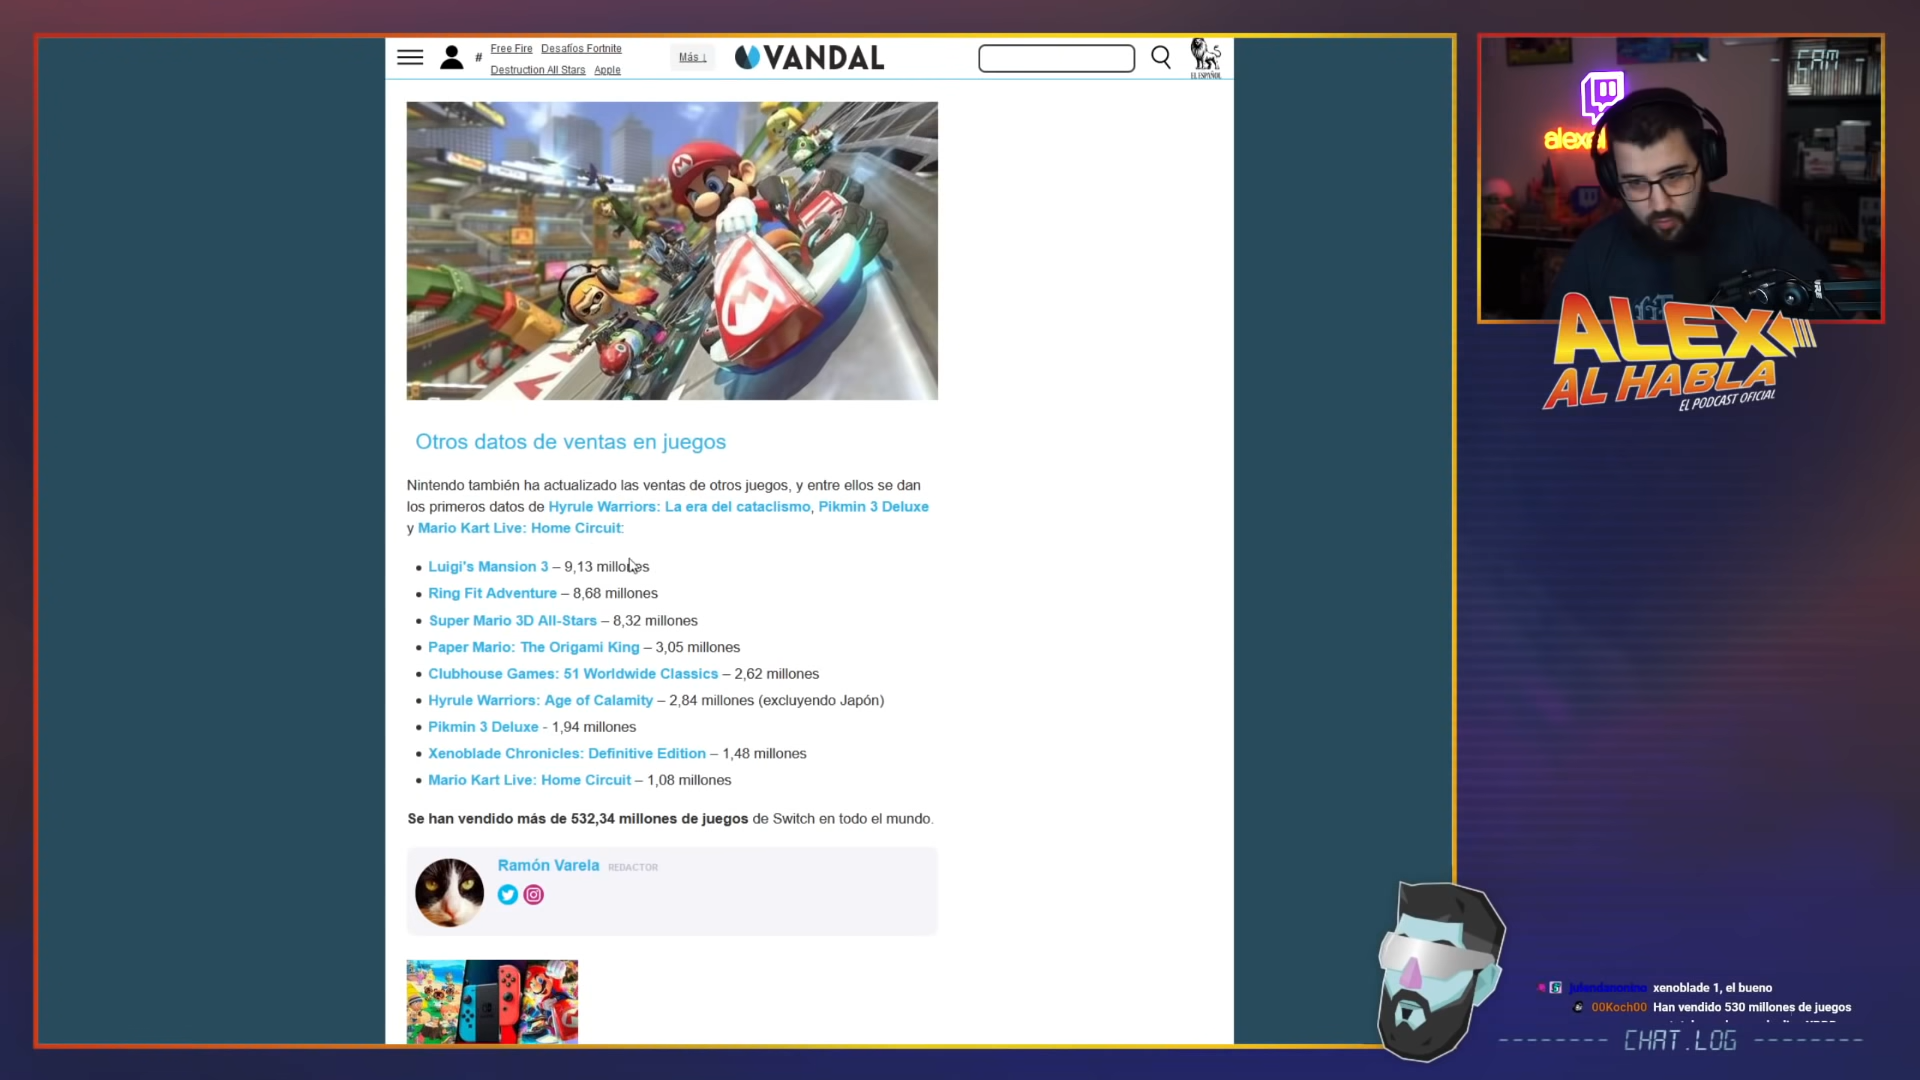 # Free Fire Desafíos Fortnite
Destruction All Stars Apple
Más ↓
VANDAL
EL ESPAÑOL
Otros datos de ventas en juegos
Nintendo también ha actualizado las ventas de otros juegos, y entre ellos se dan
los primeros datos de Hyrule Warriors: La era del cataclismo, Pikmin 3 Deluxe
y Mario Kart Live: Home Circuit:
Luigi's Mansion 3 – 9,13 millones
Ring Fit Adventure – 8,68 millones
Super Mario 3D All-Stars – 8,32 millones
Paper Mario: The Origami King – 3,05 millones
Clubhouse Games: 51 Worldwide Classics – 2,62 millones
Hyrule Warriors: Age of Calamity – 2,84 millones (excluyendo Japón)
Pikmin 3 Deluxe - 1,94 millones
Xenoblade Chronicles: Definitive Edition – 1,48 millones
Mario Kart Live: Home Circuit – 1,08 millones
Se han vendido más de 532,34 millones de juegos de Switch en todo el mundo.
Ramón Varela REDACTOR
CAM
ALEX
AL HABLA
EL PODCAST OFICIAL
xenoblade 1, el bueno
00Koch00 Han vendido 530 millones de juegos
CHAT.LOG